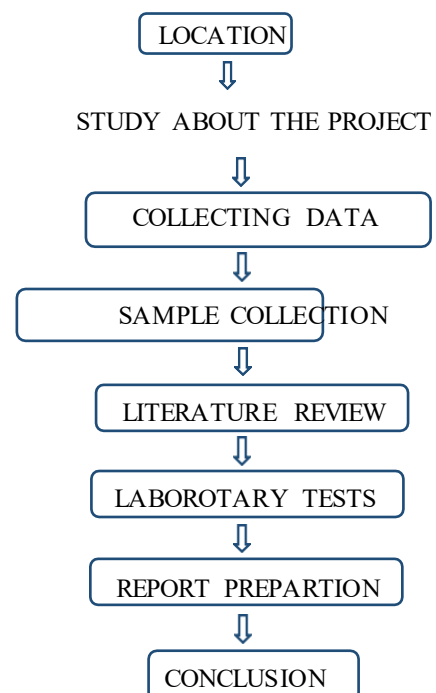 LOCATION
STUDY ABOUT THE PROJECT
COLLECTING DATA
SAMPLE COLLECTION
LITERATURE REVIEW
LABOROTARY TESTS
REPORT PREPARTION
CONCLUSION